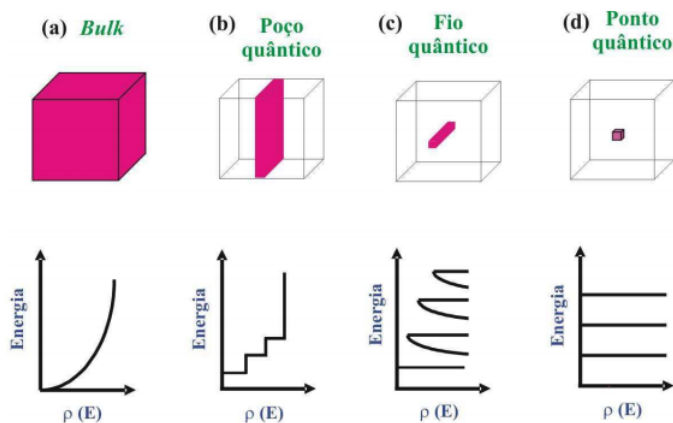 (a) Bulk
(b) Poço quântico
(c) Fio quântico
(d) Ponto quântico
Energia
ρ (E)
Energia
ρ (E)
Energia
ρ (E)
Energia
ρ (E)